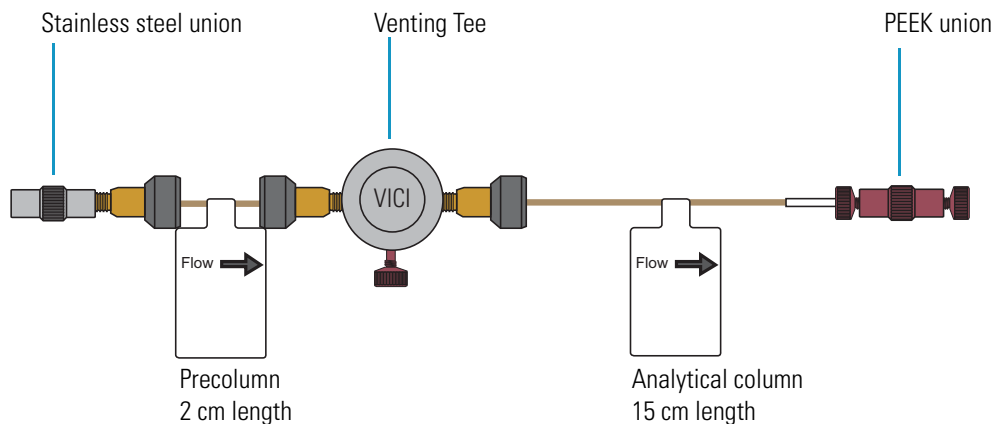 Stainless steel union
Venting Tee
PEEK union
VICI
Flow
Flow
Precolumn
2 cm length
Analytical column
15 cm length